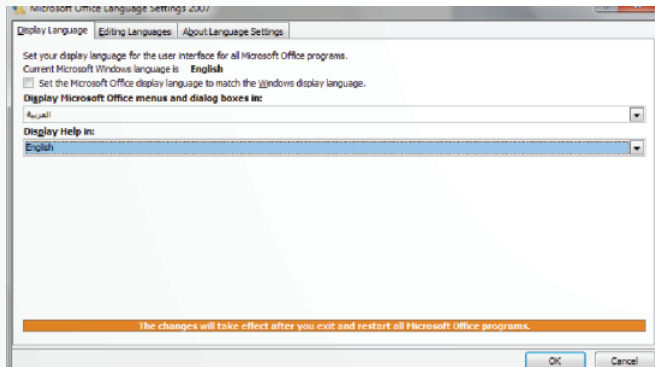 Microsoft Office Language Settings 2007
Display Language Editing Languages About Language Settings
Set your display language for the user interface for all Microsoft Office programs.
Current Microsoft Windows language is English
Set the Microsoft Office display language to match the Windows display language.
Display Microsoft Office menus and dialog boxes in:
العربية
Display Help in:
English
The changes will take effect after you exit and restart all Microsoft Office programs.
OK Cancel